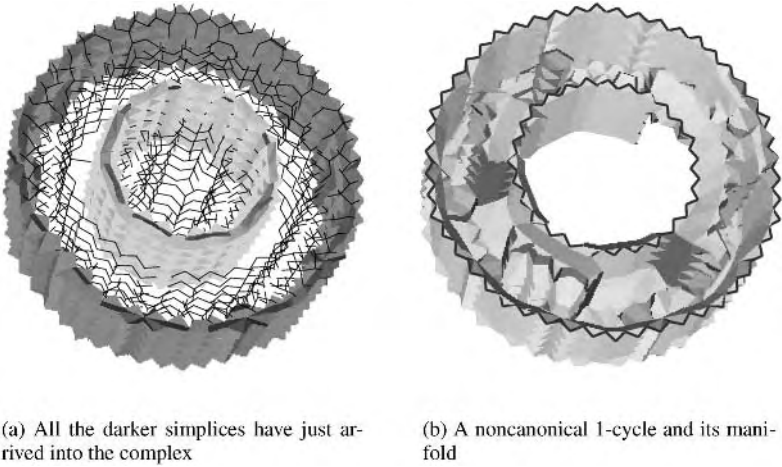 (a) All the darker simplices have just ar-
rived into the complex
(b) A noncanonical 1-cycle and its mani-
fold